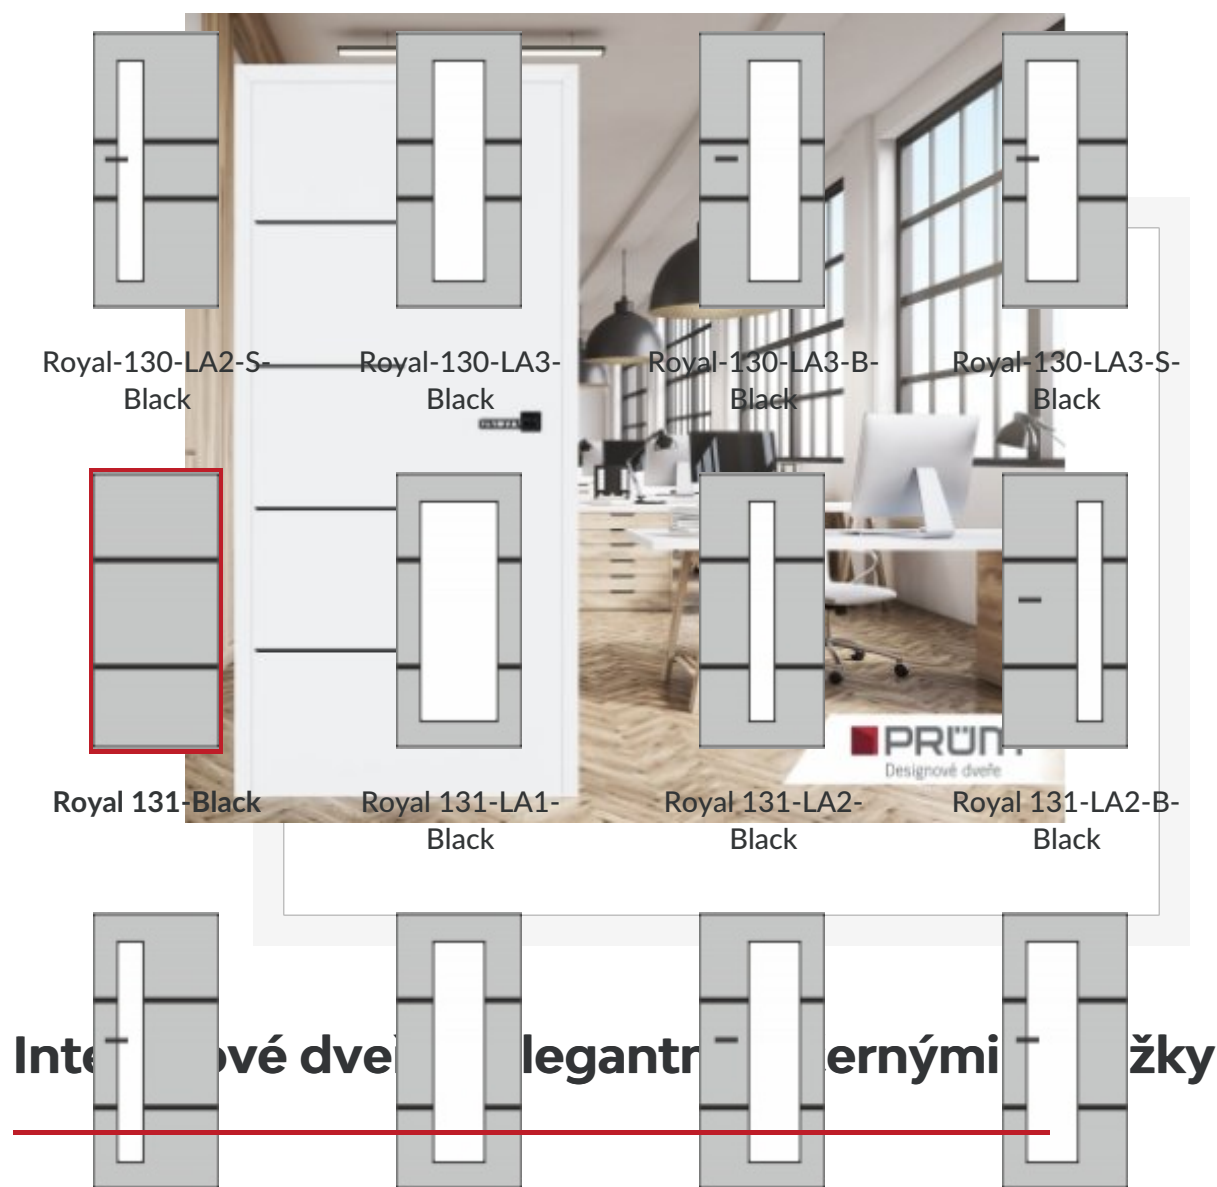 Royal-130-LA2-S-
Black
Royal-130-LA3-
Black
Royal-130-LA3-B-
Black
Royal-130-LA3-S-
Black
PRÜM
Designové dveře
Royal 131-Black
Royal 131-LA1-
Black
Royal 131-LA2-
Black
Royal 131-LA2-B-
Black